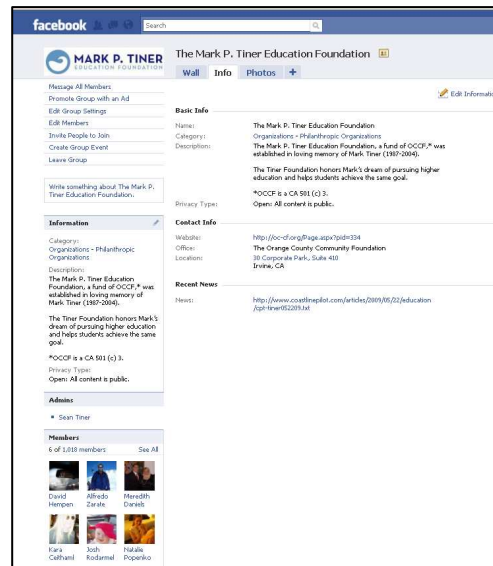 facebook
Search
MARK P. TINER
EDUCATION FOUNDATION
The Mark P. Tiner Education Foundation
Wall Info Photos +
Edit Informatio
Message All Members
Promote Group with an Ad
Edit Group Settings
Edit Members
Invite People to Join
Create Group Event
Leave Group
Write something about The Mark P.
Tiner Education Foundation.
Information
Category:
Organizations - Philanthropic
Organizations
Description:
The Mark P. Tiner Education
Foundation, a fund of OCCF,* was
established in loving memory of
Mark Tiner (1987-2004).
The Tiner Foundation honors Mark's
dream of pursuing higher education
and helps students achieve the same
goal.
*OCCF is a CA 501 (c) 3.
Privacy Type:
Open: All content is public.
Admins
Sean Tiner
Members
6 of 1,018 members See All
David
Hempen
Alfredo
Zarate
Meredith
Daniels
Kara
Ceithaml
Josh
Rodarmel
Natalie
Popenko
Basic Info
Name: The Mark P. Tiner Education Foundation
Category: Organizations - Philanthropic Organizations
Description: The Mark P. Tiner Education Foundation, a fund of OCCF,* was
established in loving memory of Mark Tiner (1987-2004).
The Tiner Foundation honors Mark's dream of pursuing higher
education and helps students achieve the same goal.
*OCCF is a CA 501 (c) 3.
Privacy Type: Open: All content is public.
Contact Info
Website: http://oc-cf.org/Page.aspx?pid=334
Office: The Orange County Community Foundation
Location: 30 Corporate Park, Suite 410
Irvine, CA
Recent News
News: http://www.coastlinepilot.com/articles/2009/05/22/education
/cpt-tiner052209.txt